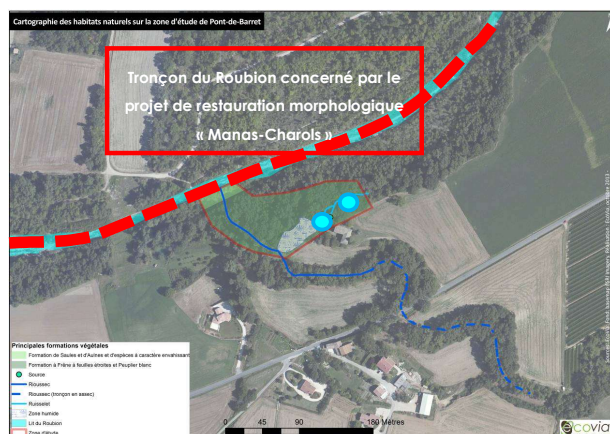 Cartographie des habitats naturels sur la zone d'étude de Pont-de-Barret
Tronçon du Roubion concerné par le
projet de restauration morphologique
« Manas-Charols »
Principales formations végétales
Formation de Saules et d'Aulnes et d'espèces à caractère envahissant
Formation à Frêne à feuilles étroites et Peuplier blanc
Source
Rioussec
Rioussec (tronçon en assec)
Ruisselet
Zone humide
Lit du Roubion
Zone d'étude
0 45 90 180 Mètres
écovia